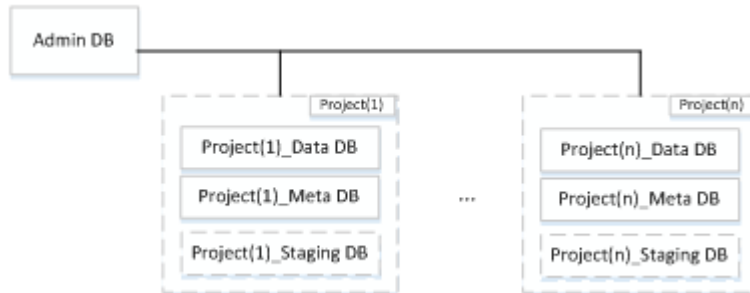 Admin DB
Project(1)
Project(1)_Data DB
Project(1)_Meta DB
Project(1)_Staging DB
...
Project(n)
Project(n)_Data DB
Project(n)_Meta DB
Project(n)_Staging DB